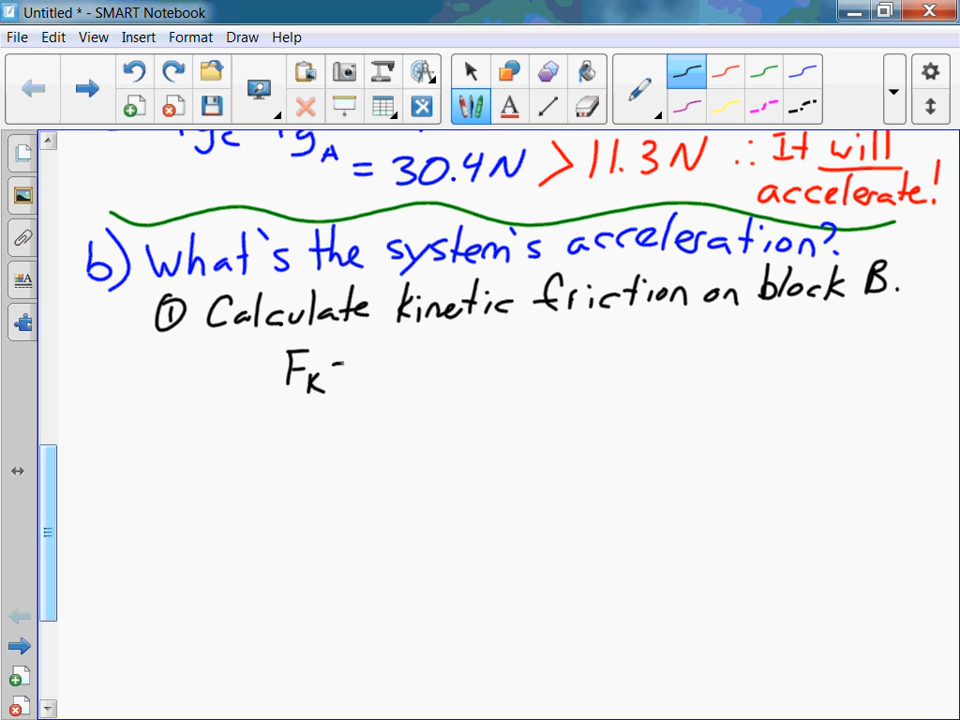 Untitled * - SMART Notebook
File Edit View Insert Format Draw Help
= 30.4N > 11.3N ∴ It will
accelerate!
b) What's the system's acceleration?
① Calculate kinetic friction on block B.
FK -